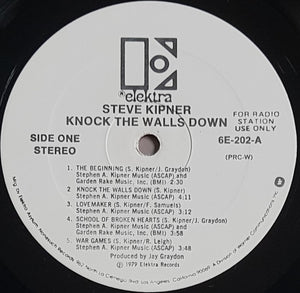 elektra
STEVE KIPNER
KNOCK THE WALLS DOWN
FOR RADIO
STATION
USE ONLY
SIDE ONE
STEREO
6E-202-A
(PRC-W)
1. THE BEGINNING (S. Kipner/J. Graydon)
Stephen A. Kipner Music (ASCAP) and
Garden Rake Music, Inc. (BMI) 2:30
2. KNOCK THE WALLS DOWN (S. Kipner)
Stephen A. Kipner Music (ASCAP) 4:11
3. LOVEMAKER (S. Kipner/F. Samuels)
Stephen A. Kipner Music (ASCAP) 3:12
4. SCHOOL OF BROKEN HEARTS (S. Kipner/J. Graydon)
Stephen A. Kipner Music (ASCAP) and
Garden Rake Music, Inc. (BMI) 3:58
5. WAR GAMES (S. Kipner/R. Leigh)
Stephen A. Kipner Music (ASCAP) 3:48
Produced by Jay Graydon
℗ 1979 Elektra Records